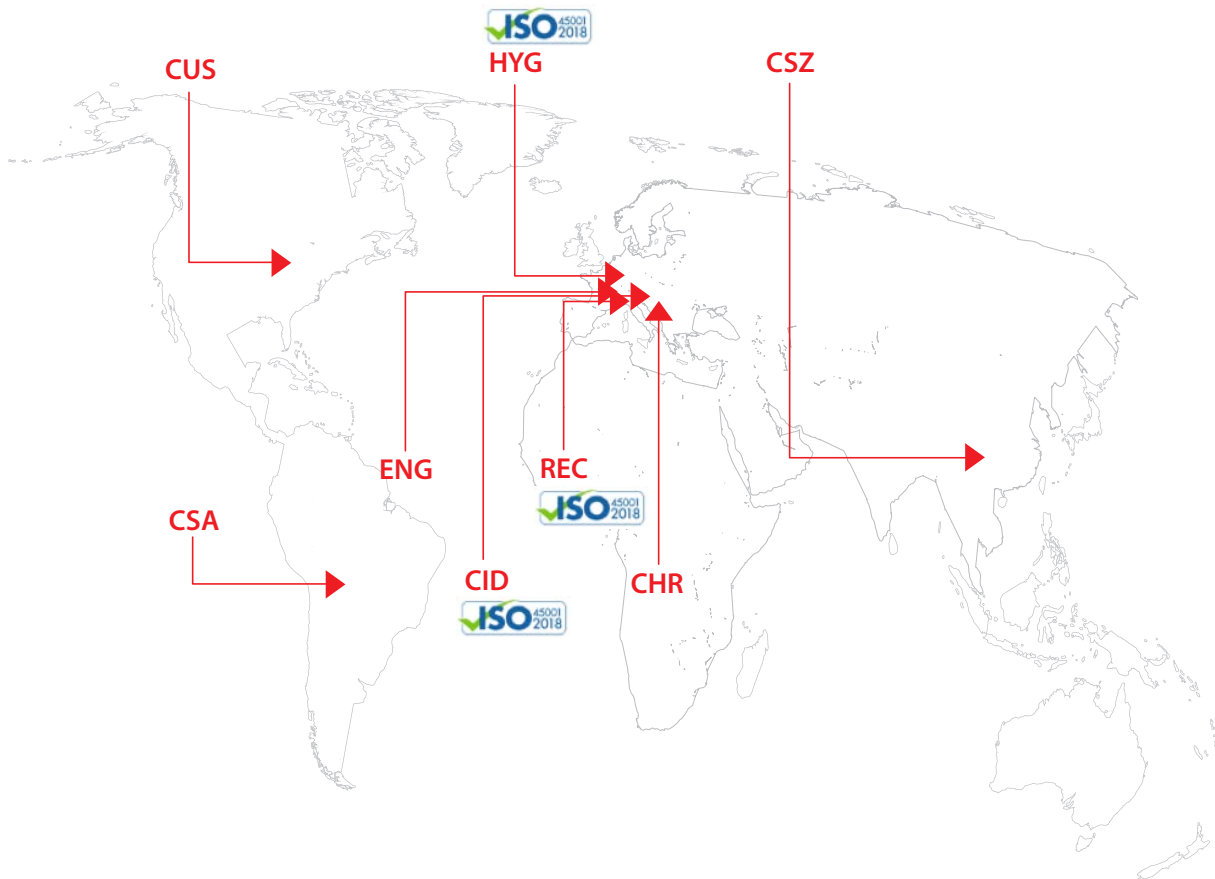 ISO 45001
2018
CUS
HYG
CSZ
ENG
REC
ISO 45001
2018
CSA
CID
CHR
ISO 45001
2018